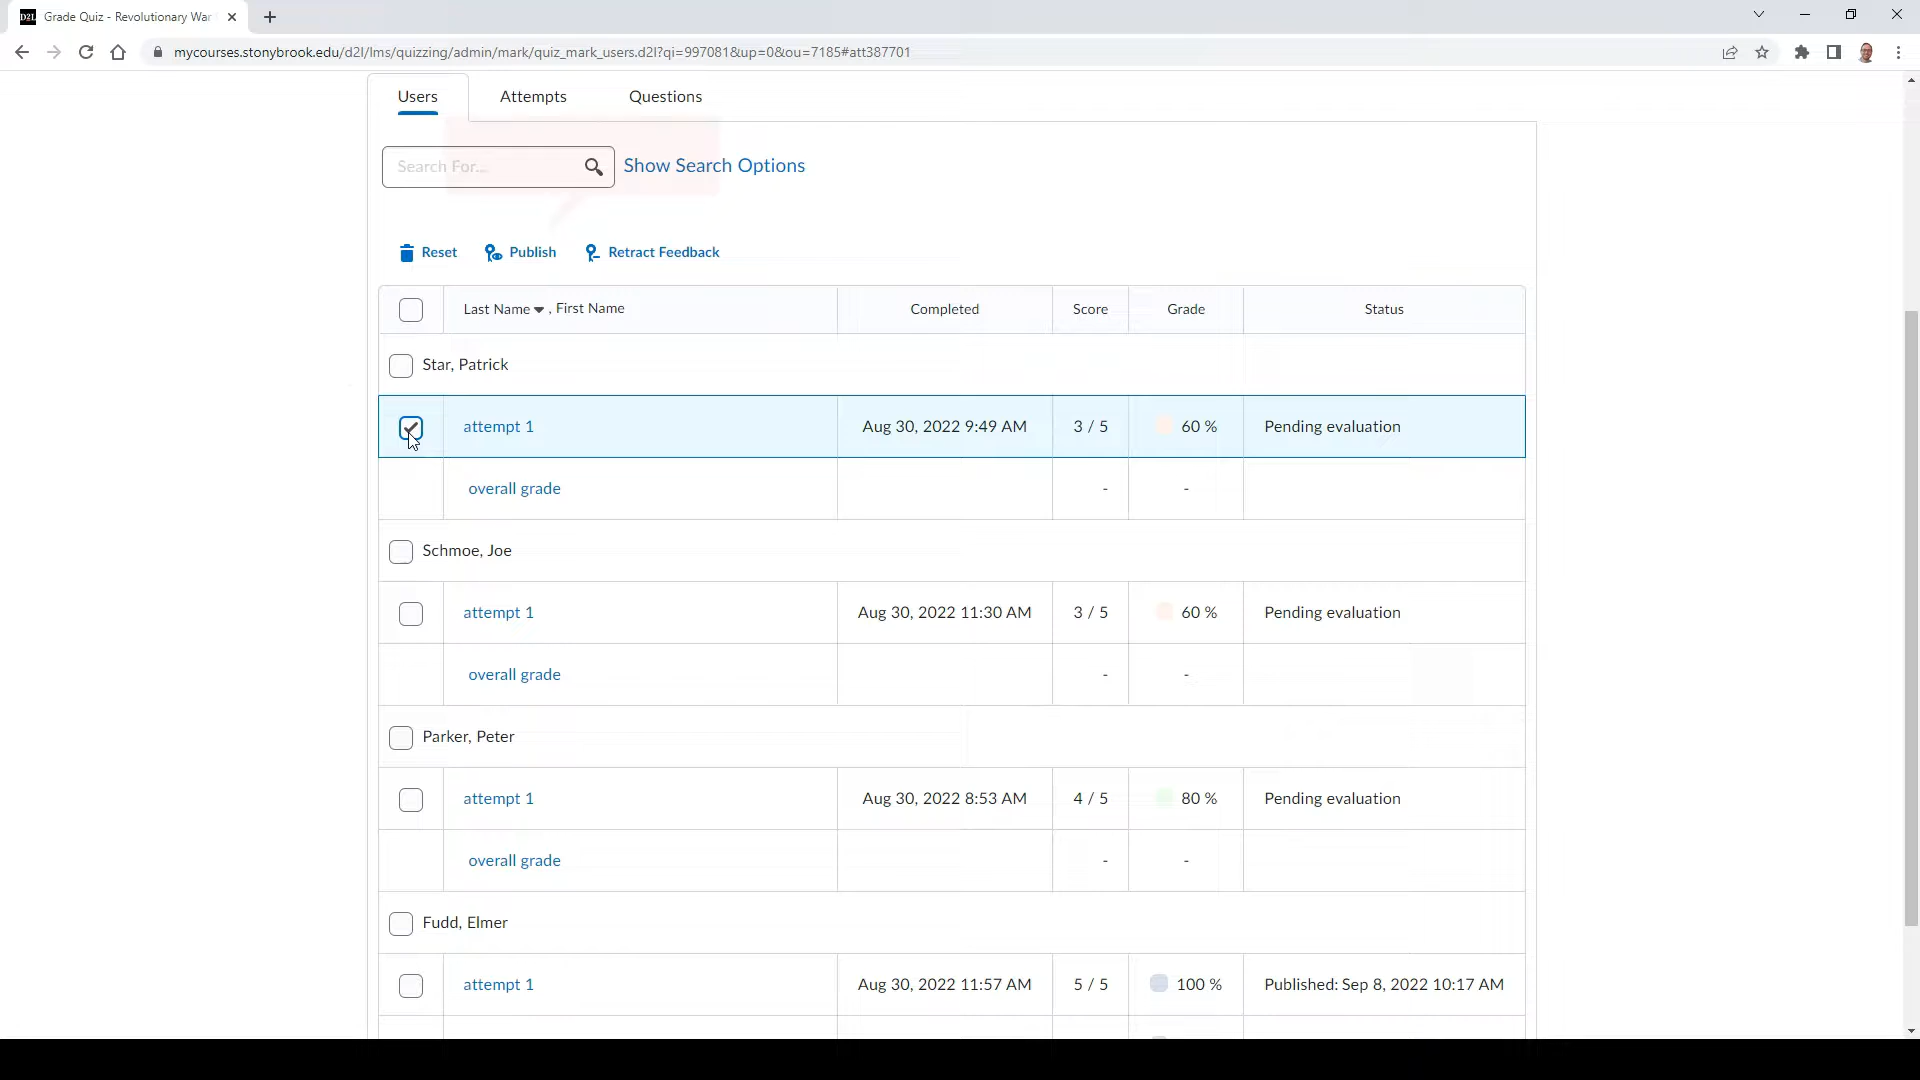 D2L Grade Quiz - Revolutionary War
mycourses.stonybrook.edu/d2l/lms/quizzing/admin/mark/quiz_mark_users.d2l?qi=997081&up=0&ou=7185#att387701
Users Attempts Questions
Search For... Show Search Options
Reset Publish Retract Feedback
Last Name , First Name Completed Score Grade Status
Star, Patrick
attempt 1 Aug 30, 2022 9:49 AM 3 / 5 60 % Pending evaluation
overall grade - -
Schmoe, Joe
attempt 1 Aug 30, 2022 11:30 AM 3 / 5 60 % Pending evaluation
overall grade - -
Parker, Peter
attempt 1 Aug 30, 2022 8:53 AM 4 / 5 80 % Pending evaluation
overall grade - -
Fudd, Elmer
attempt 1 Aug 30, 2022 11:57 AM 5 / 5 100 % Published: Sep 8, 2022 10:17 AM